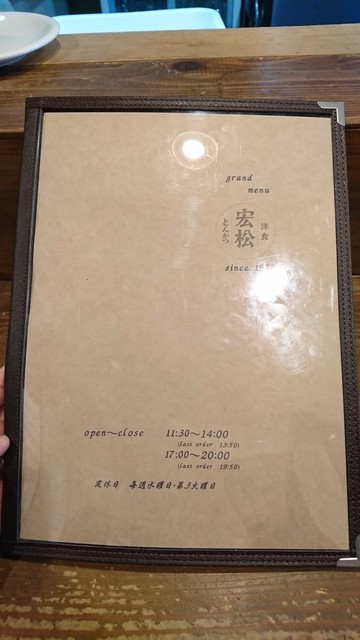 grand
menu
洋食
宏松
とんかつ
since
open～close 11:30～14:00
(last order 13:50)
17:00～20:00
(last order 19:50)
定休日 毎週水曜日・第3火曜日